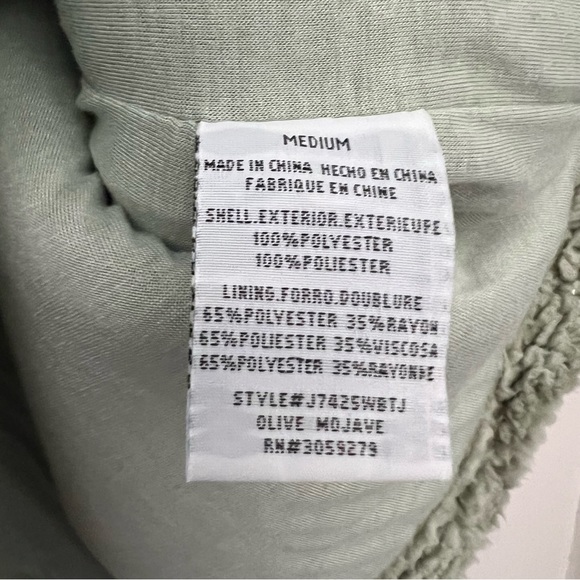 MEDIUM
MADE IN CHINA HECHO EN CHINA
FABRIQUE EN CHINE
SHELL.EXTERIOR.EXTERIEURE
100%POLYESTER
100%POLIESTER
LINING.FORRO.DOUBLURE
65%POLYESTER 35%RAYON
65%POLIESTER 35%VISCOSA
65%POLYESTER 35%RAYONNE
STYLE#J7425WBTJ
OLIVE MOJAVE
RN#3059279